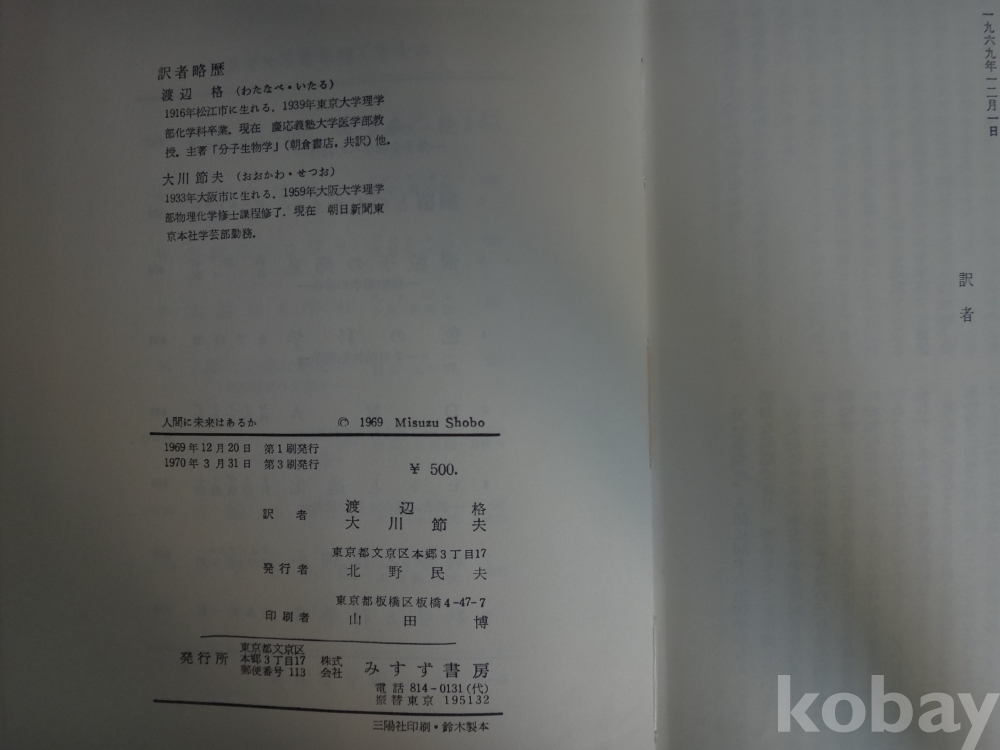 一九六九年一二月一日
訳者
訳者略歴
渡辺 格 (わたなべ・いたる)
1916年松江市に生れる. 1939年東京大学理学
部化学科卒業. 現在 慶応義塾大学医学部教
授. 主著「分子生物学」(朝倉書店, 共訳) 他.
大川節夫 (おおかわ・せつお)
1933年大阪市に生れる. 1959年大阪大学理学
部物理化学修士課程修了. 現在 朝日新聞東
京本社学芸部勤務.
人間に未来はあるか © 1969 Misuzu Shobo
1969年12月20日 第1刷発行
1970年3月31日 第3刷発行
¥ 500.
訳者 渡辺格
大川節夫
東京都文京区本郷3丁目17
発行者 北野民夫
東京都板橋区板橋4-47-7
印刷者 山田博
発行所 東京都文京区
本郷3丁目17
郵便番号 113
株式
会社
みすず書房
電話 814-0131(代)
振替東京 195132
三陽社印刷・鈴木製本
kobay